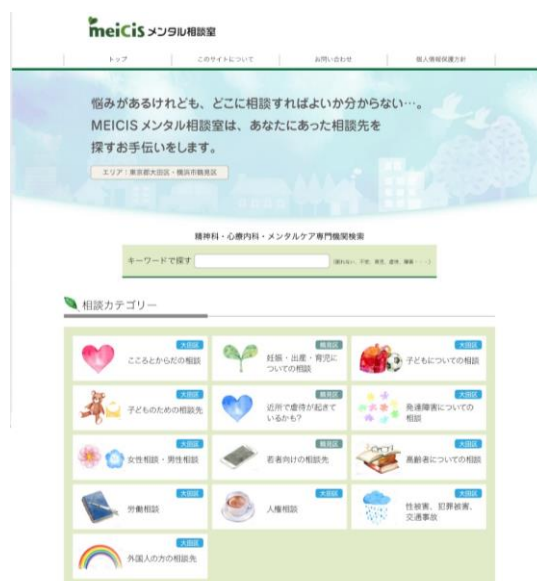 meiCis メンタル相談室
トップ
このサイトについて
お問い合わせ
個人情報保護方針
悩みがあるけれども、どこに相談すればよいか分からない…。
MEICIS メンタル相談室は、あなたにあった相談先を
探すお手伝いをします。
エリア：東京都大田区・横浜市鶴見区
精神科・心療内科・メンタルケア専門機関検索
キーワードで探す
相談カテゴリー
大田区
こころとからだの相談
鶴見区
妊娠・出産・育児に
ついての相談
大田区
子どもについての相談
大田区
子どものための相談先
鶴見区
近所で虐待が起きて
いるかも?
大田区
発達障害についての
相談
大田区
女性相談・男性相談
鶴見区
若者向けの相談先
大田区
高齢者についての相談
大田区
労働相談
大田区
人権相談
大田区
性被害、犯罪被害、
交通事故
大田区
外国人の方の相談先